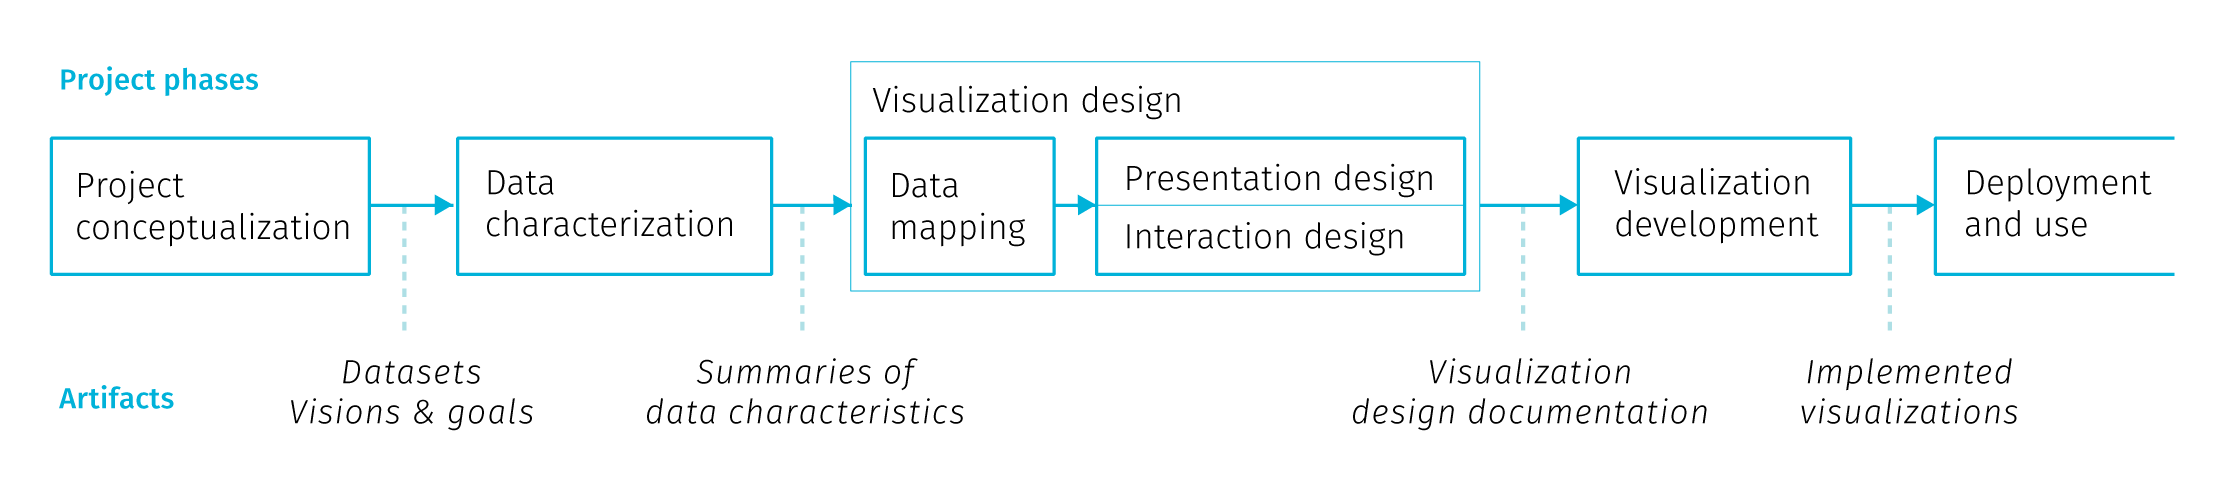 Project phases
Project
conceptualization
Data
characterization
Visualization design
Data
mapping
Presentation design
Interaction design
Visualization
development
Deployment
and use
Artifacts
Datasets
Visions & goals
Summaries of
data characteristics
Visualization
design documentation
Implemented
visualizations